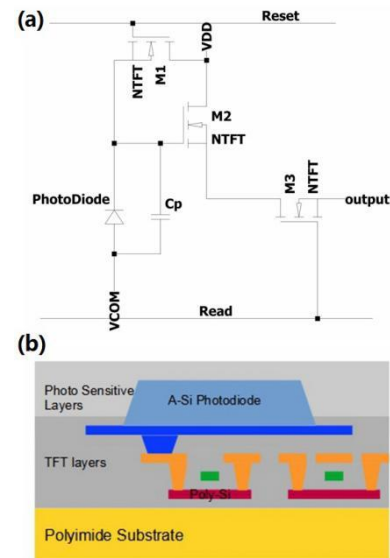 (a)
Reset
VDD
NTFT
M1
M2
NTFT
PhotoDiode
Cp
M3
NTFT
output
VCOM
Read
(b)
Photo Sensitive
Layers
A-Si Photodiode
TFT layers
Poly-Si
Polyimide Substrate